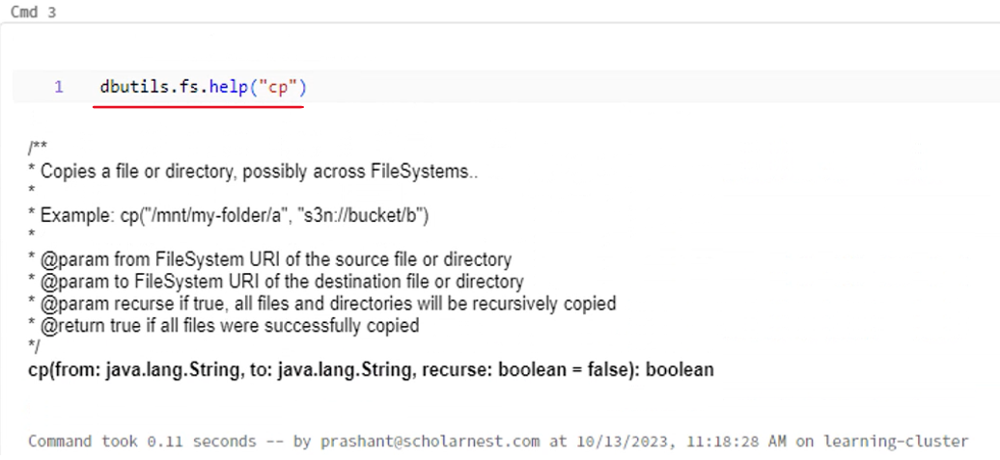 Cmd 3
1 dbutils.fs.help("cp")
/**
* Copies a file or directory, possibly across FileSystems..
*
* Example: cp("/mnt/my-folder/a", "s3n://bucket/b")
*
* @param from FileSystem URI of the source file or directory
* @param to FileSystem URI of the destination file or directory
* @param recurse if true, all files and directories will be recursively copied
* @return true if all files were successfully copied
*/
cp(from: java.lang.String, to: java.lang.String, recurse: boolean = false): boolean
Command took 0.11 seconds -- by prashant@scholarnest.com at 10/13/2023, 11:18:28 AM on learning-cluster